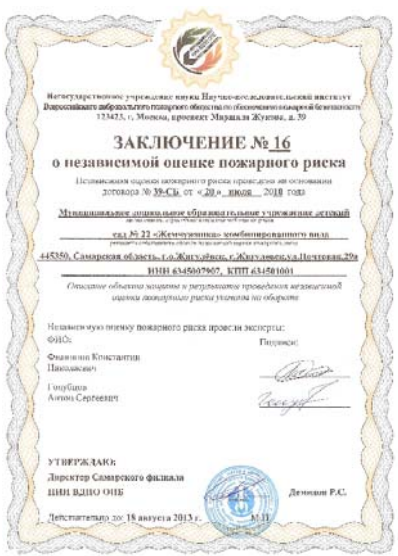 Негосударственное учреждение науки Научно-исследовательский институт
Всероссийского добровольного пожарного общества по обеспечению пожарной безопасности
123423, г. Москва, проспект Маршала Жукова, д. 39
ЗАКЛЮЧЕНИЕ № 16
о независимой оценке пожарного риска
Независимая оценка пожарного риска проведена на основании
договора № 39-СБ от « 20 » июля 2010 года
Муниципальное дошкольное образовательное учреждение детский
сад № 22 «Жемчужинка» комбинированного вида
445350, Самарская область, г.о.Жигулёвск, г.Жигулевск,ул.Почтовая,29а
ИНН 6345007907, КПП 634501001
Описание объекта защиты и результаты проведения независимой
оценки пожарного риска указаны на обороте
Независимую оценку пожарного риска провели эксперты:
ФИО:
Подписи:
Константин
Николаевич
Голубцов
Антон Сергеевич
УТВЕРЖДАЮ:
Директор Самарского филиала
НИИ ВДПО ОПБ
Демидов Р.С.
Действительно до: 18 августа 2013 г.
М.П.